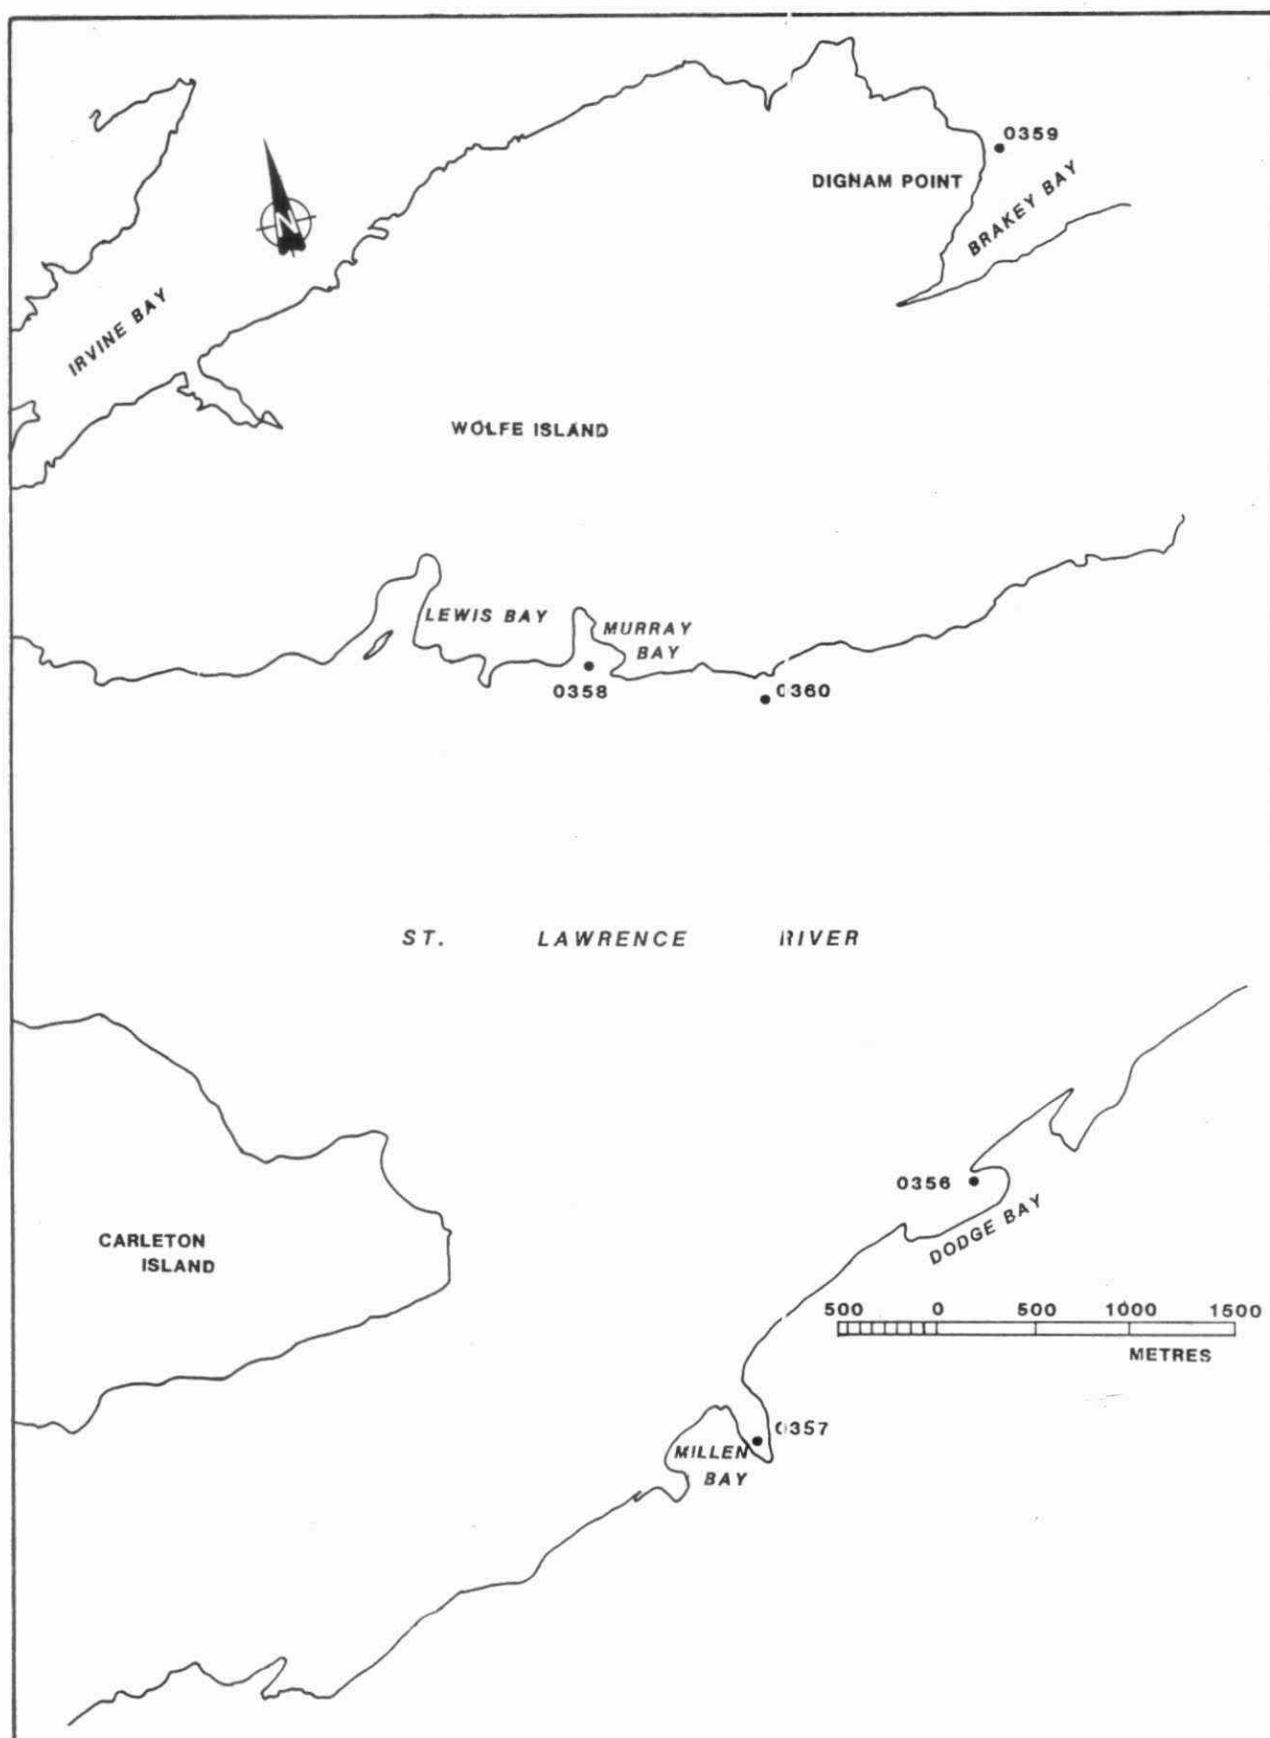 0359
DIGNAM POINT
BRAKEY BAY
N
IRVINE BAY
WOLFE ISLAND
LEWIS BAY
MURRAY
BAY
0358
0360
ST. LAWRENCE RIVER
0356
DODGE BAY
CARLETON
ISLAND
500 0 500 1000 1500
METRES
0357
MILLEN
BAY